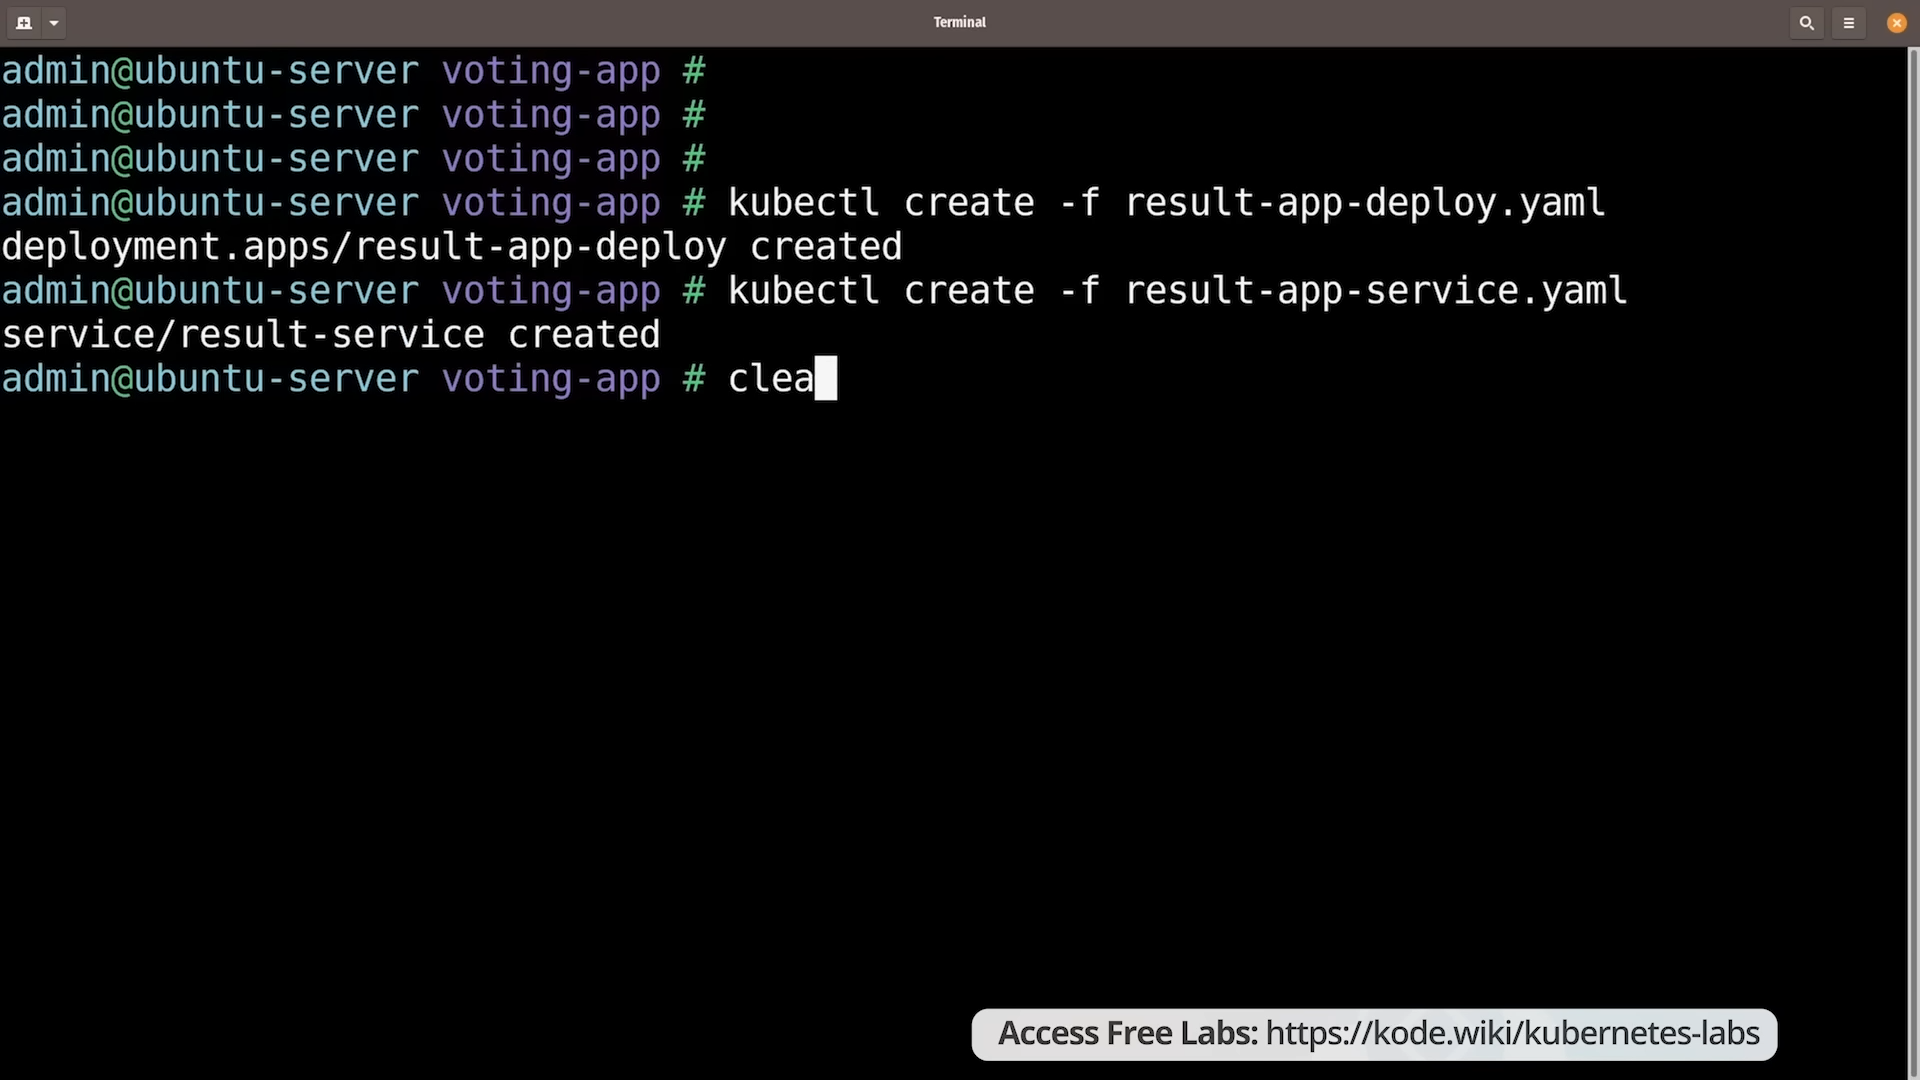 Terminal
admin@ubuntu-server voting-app #
admin@ubuntu-server voting-app #
admin@ubuntu-server voting-app #
admin@ubuntu-server voting-app # kubectl create -f result-app-deploy.yaml
deployment.apps/result-app-deploy created
admin@ubuntu-server voting-app # kubectl create -f result-app-service.yaml
service/result-service created
admin@ubuntu-server voting-app # clea
Access Free Labs: https://kode.wiki/kubernetes-labs